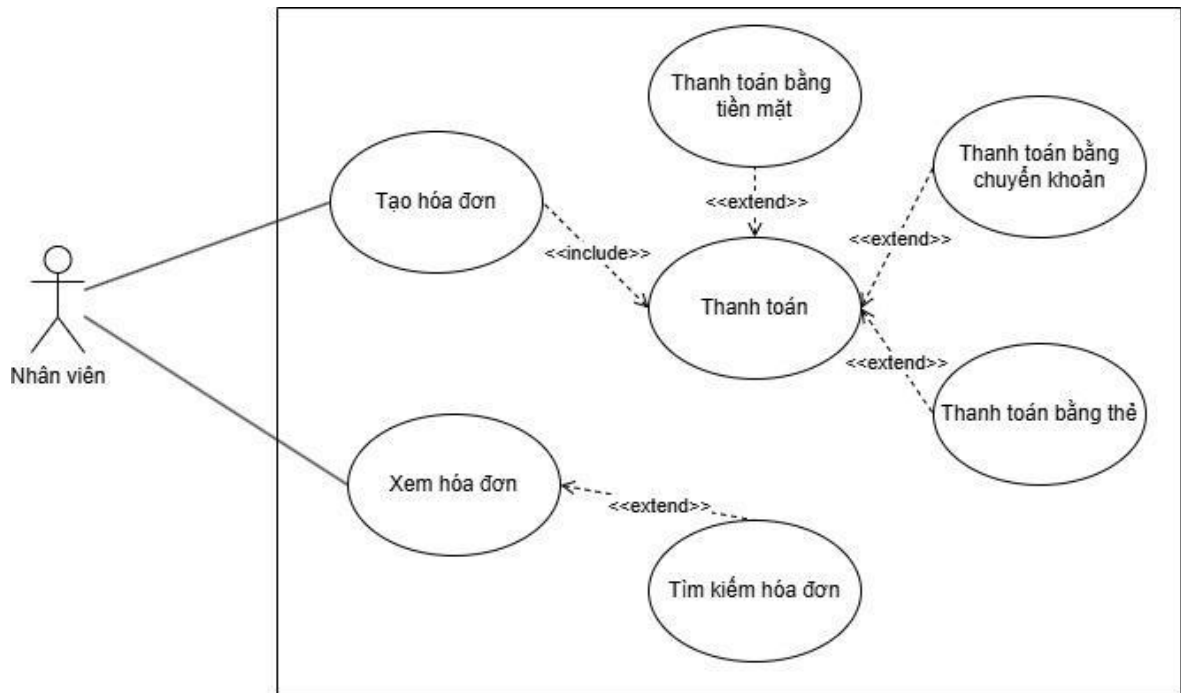 Thanh toán bằng
tiền mặt
Thanh toán bằng
chuyển khoản
Tạo hóa đơn
<<extend>>
<<include>>
<<extend>>
Thanh toán
Nhân viên
<<extend>>
Thanh toán bằng thẻ
Xem hóa đơn
<<extend>>
Tìm kiếm hóa đơn